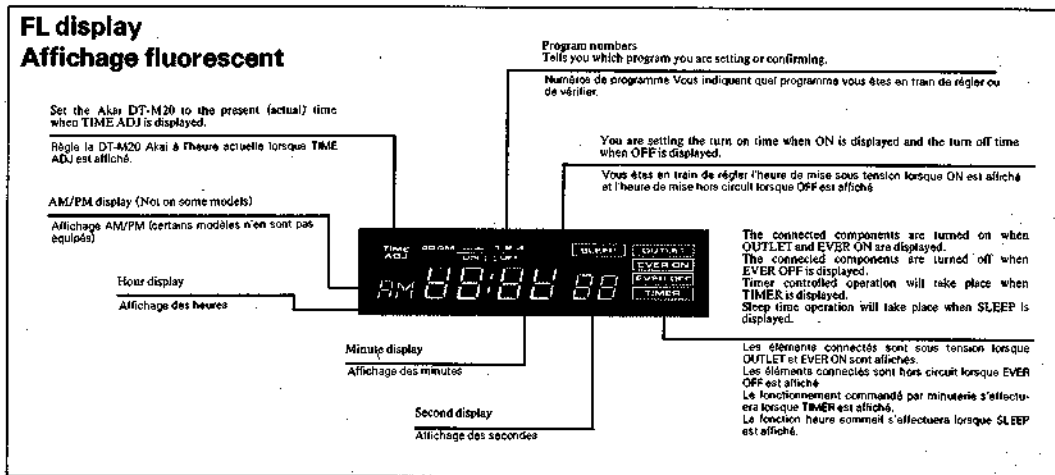 FL display
Affichage fluorescent
Program numbers
Tells you which program you are setting or confirming.
Numéros de programme Vous indiquent quel programme vous êtes en train de régler ou
de vérifier.
Set the Akai DT-M20 to the present (actual) time
when TIME ADJ is displayed.
Règle la DT-M20 Akai à l'heure actuelle lorsque TIME
ADJ est affiché.
You are setting the turn on time when ON is displayed and the turn off time
when OFF is displayed.
Vous êtes en train de régler l'heure de mise sous tension lorsque ON est affiché
et l'heure de mise hors circuit lorsque OFF est affiché
AM/PM display (Not on some models)
Affichage AM/PM (certains modèles n'en sont pas
équipés)
Hour display
Affichage des heures
TIME
ADJ
ON OFF
SLEEP
OUTLET
EVER ON
EVER OFF
TIMER
AM
The connected components are turned on when
OUTLET and EVER ON are displayed.
The connected components are turned off when
EVER OFF is displayed.
Timer controlled operation will take place when
TIMER is displayed.
Sleep time operation will take place when SLEEP is
displayed.
Les éléments connectés sont sous tension lorsque
OUTLET et EVER ON sont affichés.
Les éléments connectés sont hors circuit lorsque EVER
OFF est affiché
Le fonctionnement commandé par minuterie s'effectu-
era lorsque TIMER est affiché.
La fonction heure sommeil s'effectuera lorsque SLEEP
est affiché.
Minute display
Affichage des minutes
Second display
Affichage des secondes